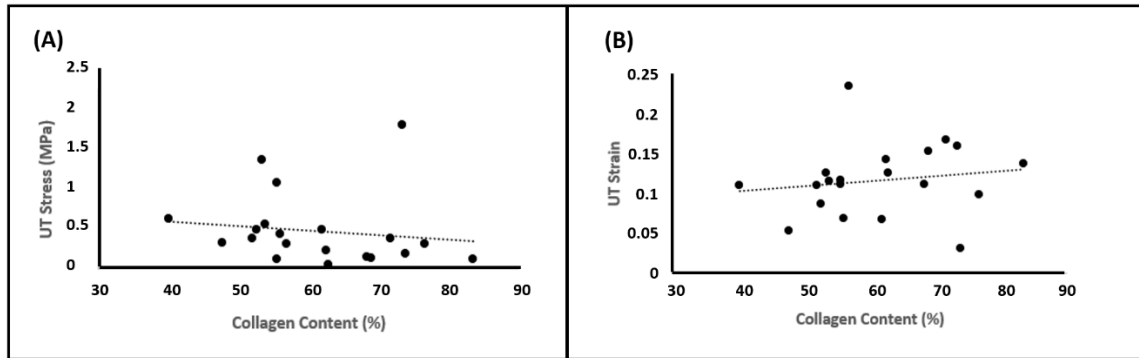 (A)
2.5
2
1.5
1
0.5
0
UT Stress (MPa)
30 40 50 60 70 80 90
Collagen Content (%)
(B)
0.25
0.2
0.15
0.1
0.05
0
UT Strain
30 40 50 60 70 80 90
Collagen Content (%)